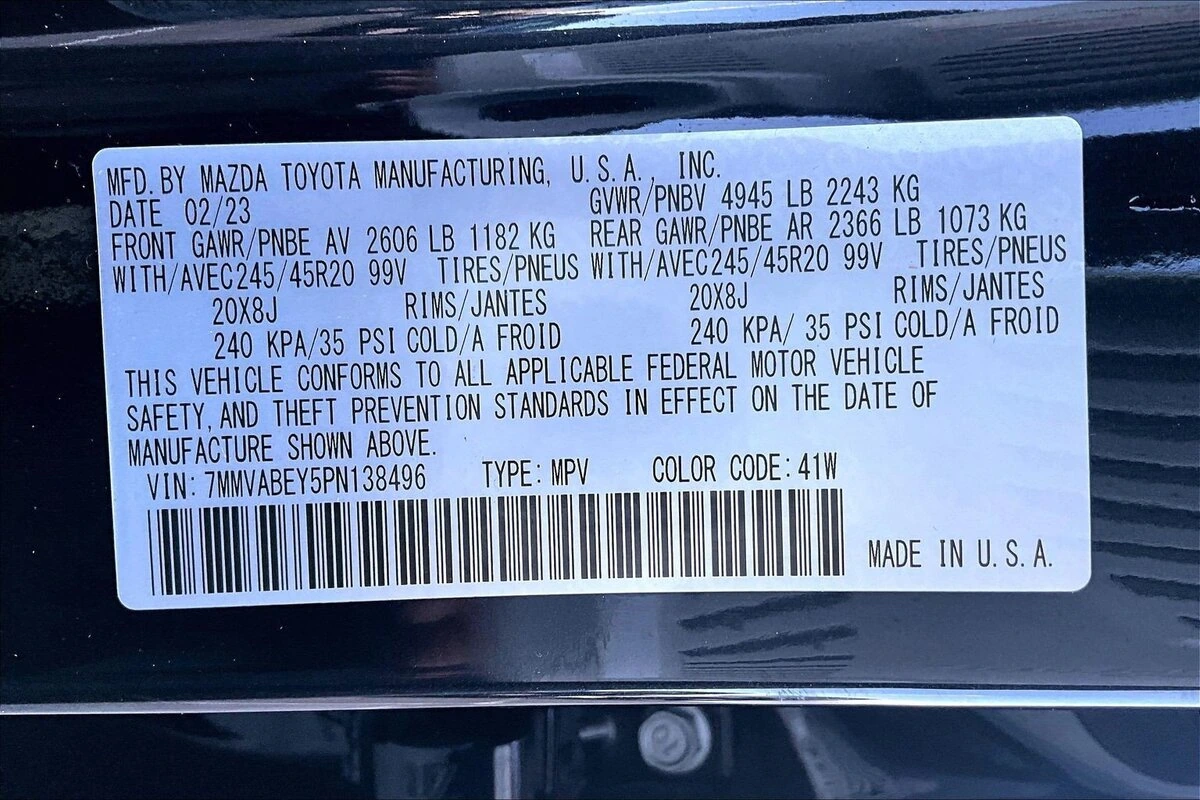 MFD. BY MAZDA TOYOTA MANUFACTURING, U. S. A., INC.
DATE 02/23 GVWR/PNBV 4945 LB 2243 KG
FRONT GAWR/PNBE AV 2606 LB 1182 KG REAR GAWR/PNBE AR 2366 LB 1073 KG
WITH/AVEC245/45R20 99V TIRES/PNEUS WITH/AVEC245/45R20 99V TIRES/PNEUS
20X8J RIMS/JANTES 20X8J RIMS/JANTES
240 KPA/35 PSI COLD/A FROID 240 KPA/ 35 PSI COLD/A FROID
THIS VEHICLE CONFORMS TO ALL APPLICABLE FEDERAL MOTOR VEHICLE
SAFETY, AND THEFT PREVENTION STANDARDS IN EFFECT ON THE DATE OF
MANUFACTURE SHOWN ABOVE.
VIN: 7MMVABEY5PN138496 TYPE: MPV COLOR CODE: 41W
MADE IN U. S. A.